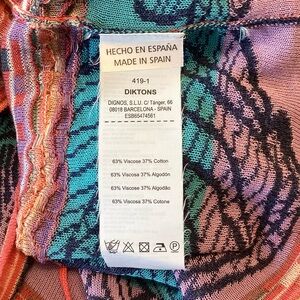 HECHO EN ESPAÑA
MADE IN SPAIN
419-1
DIKTONS
DIGNOS, S.L.U. C/ Tánger, 66
08018 BARCELONA - SPAIN
ESB65474561
63% Viscose 37% Cotton
63% Viscosa 37% Algodón
63% Viscose 37% Algodão
63% Viscosa 37% Cotone